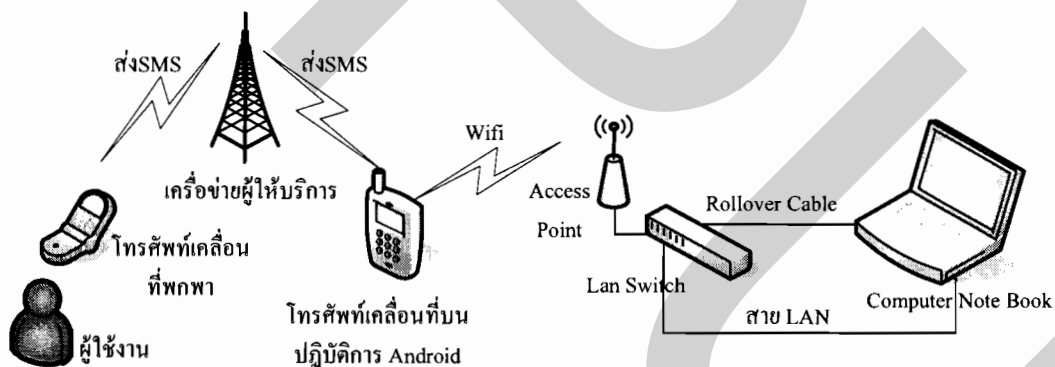 ส่งSMS
ส่งSMS
เครือข่ายผู้ให้บริการ
โทรศัพท์เคลื่อน
ที่พกพา
ผู้ใช้งาน
โทรศัพท์เคลื่อนที่บน
ปฎิบัติการ Android
Wifi
Access
Point
Lan Switch
Rollover Cable
สาย LAN
Computer Note Book